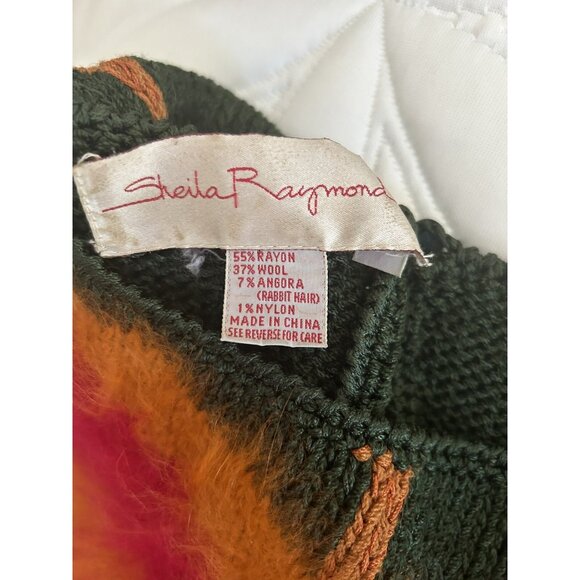 Sheila Raymond
55% RAYON
37% WOOL
7% ANGORA
(RABBIT HAIR)
1% NYLON
MADE IN CHINA
SEE REVERSE FOR CARE